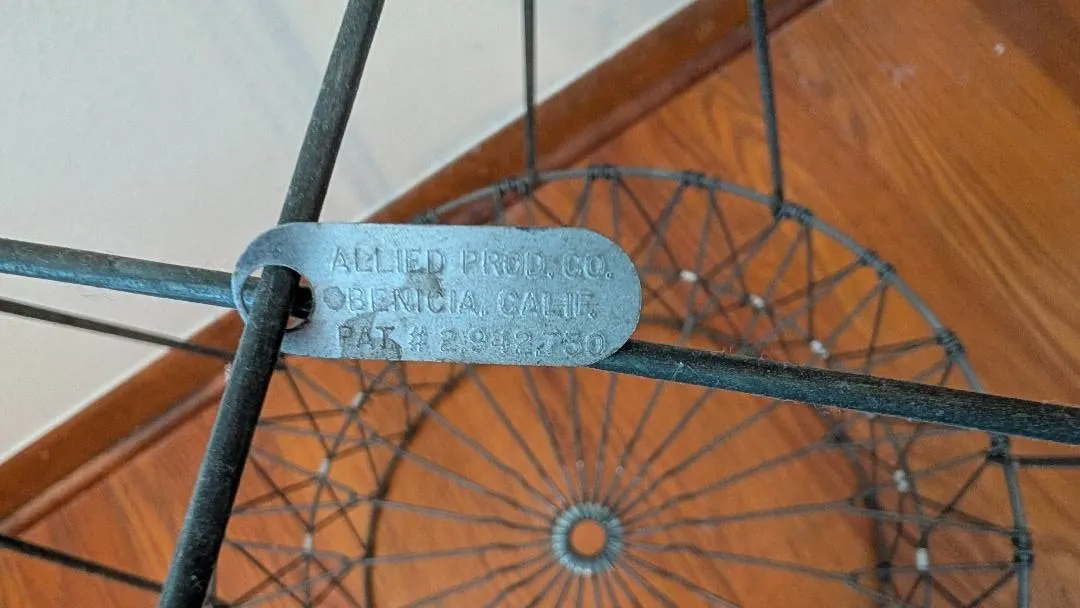 ALLIED PROD. CO.
BENICIA, CALIF.
PAT. # 2,942,730